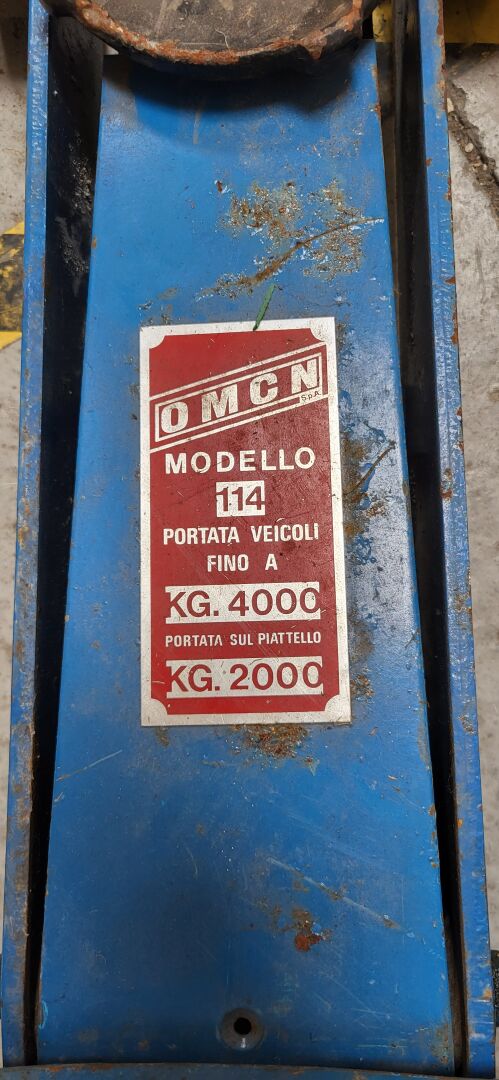 OMCN
S.p.A.
MODELLO
114
PORTATA VEICOLI
FINO A
KG. 4000
PORTATA SUL PIATTELLO
KG. 2000